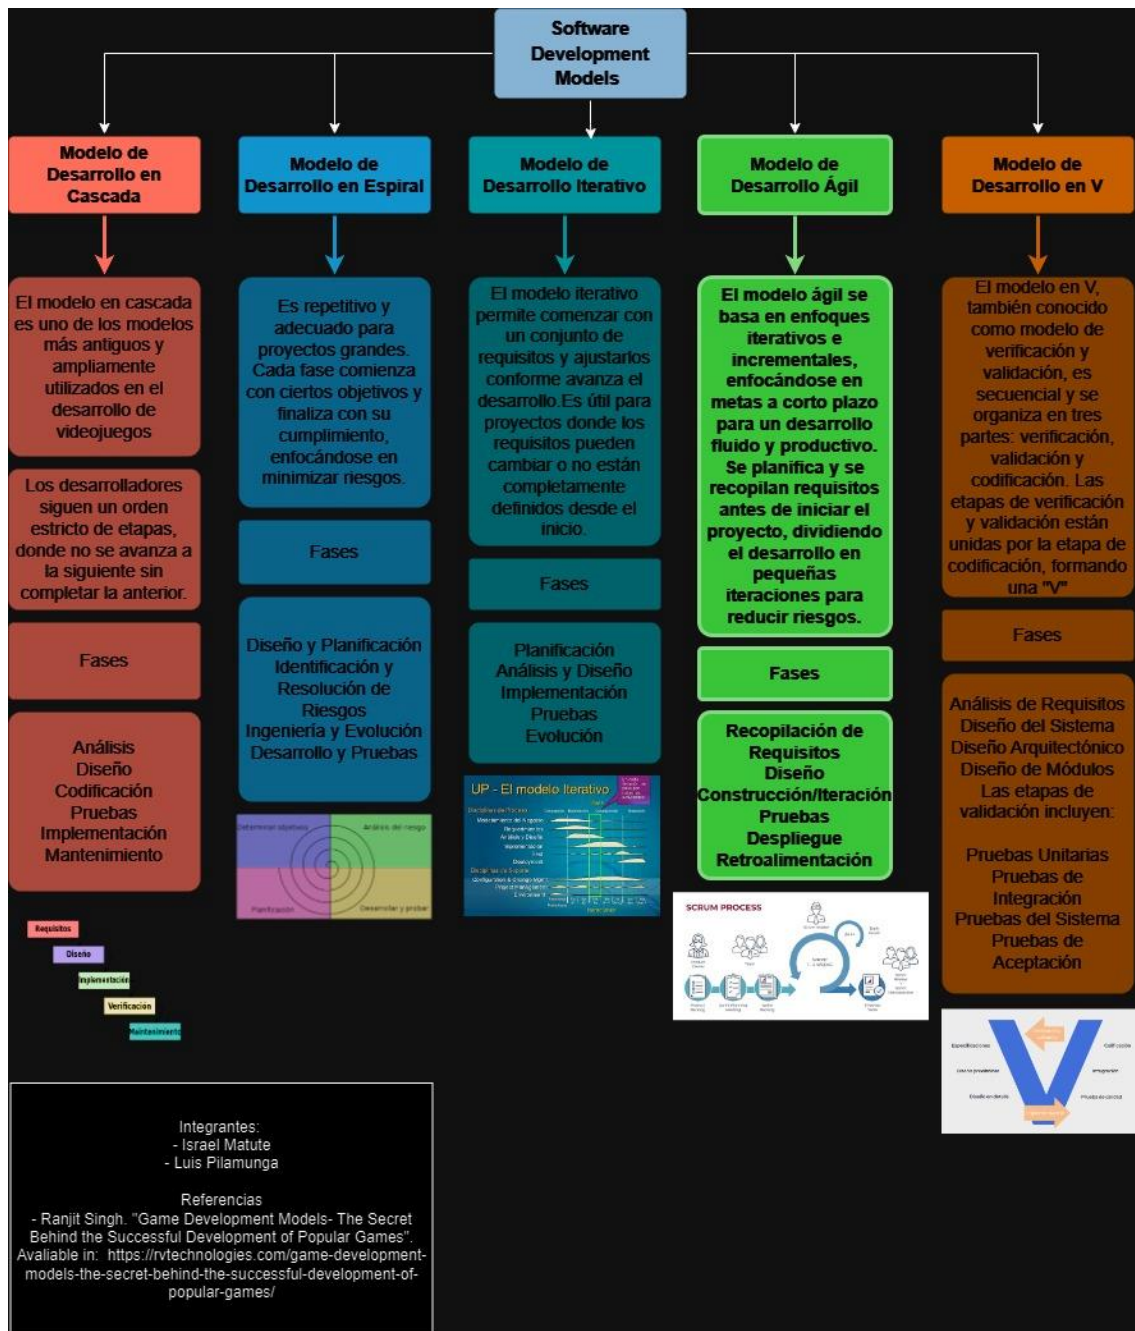 Software
Development
Models
Modelo de
Desarrollo en
Cascada
El modelo en cascada
es uno de los modelos
más antiguos y
ampliamente
utilizados en el
desarrollo de
videojuegos
Los desarrolladores
siguen un orden
estricto de etapas,
donde no se avanza a
la siguiente sin
completar la anterior.
Fases
Análisis
Diseño
Codificación
Pruebas
Implementación
Mantenimiento
Requisitos
Diseño
Implementación
Verificación
Mantenimiento
Modelo de
Desarrollo en Espiral
Es repetitivo y
adecuado para
proyectos grandes.
Cada fase comienza
con ciertos objetivos y
finaliza con su
cumplimiento,
enfocándose en
minimizar riesgos.
Fases
Diseño y Planificación
Identificación y
Resolución de
Riesgos
Ingeniería y Evolución
Desarrollo y Pruebas
Determinar objetivos
Análisis del riesgo
Planificación
Desarrollar y probar
Modelo de
Desarrollo Iterativo
El modelo iterativo
permite comenzar con
un conjunto de
requisitos y ajustarlos
conforme avanza el
desarrollo.Es útil para
proyectos donde los
requisitos pueden
cambiar o no están
completamente
definidos desde el
inicio.
Fases
Planificación
Análisis y Diseño
Implementación
Pruebas
Evolución
UP - El modelo Iterativo
Modelo de
Desarrollo Ágil
El modelo ágil se
basa en enfoques
iterativos e
incrementales,
enfocándose en
metas a corto plazo
para un desarrollo
fluido y productivo.
Se planifica y se
recopilan requisitos
antes de iniciar el
proyecto, dividiendo
el desarrollo en
pequeñas
iteraciones para
reducir riesgos.
Fases
Recopilación de
Requisitos
Diseño
Construcción/Iteración
Pruebas
Despliegue
Retroalimentación
SCRUM PROCESS
Modelo de
Desarrollo en V
El modelo en V,
también conocido
como modelo de
verificación y
validación, es
secuencial y se
organiza en tres
partes: verificación,
validación y
codificación. Las
etapas de verificación
y validación están
unidas por la etapa de
codificación, formando
una "V"
Fases
Análisis de Requisitos
Diseño del Sistema
Diseño Arquitectónico
Diseño de Módulos
Las etapas de
validación incluyen:
Pruebas Unitarias
Pruebas de
Integración
Pruebas del Sistema
Pruebas de
Aceptación
Especificaciones
Integración
Diseño en detalle
Integrantes:
- Israel Matute
- Luis Pilamunga
Referencias
- Ranjit Singh. "Game Development Models- The Secret
Behind the Successful Development of Popular Games".
Avaliable in: https://rvtechnologies.com/game-development-
models-the-secret-behind-the-successful-development-of-
popular-games/